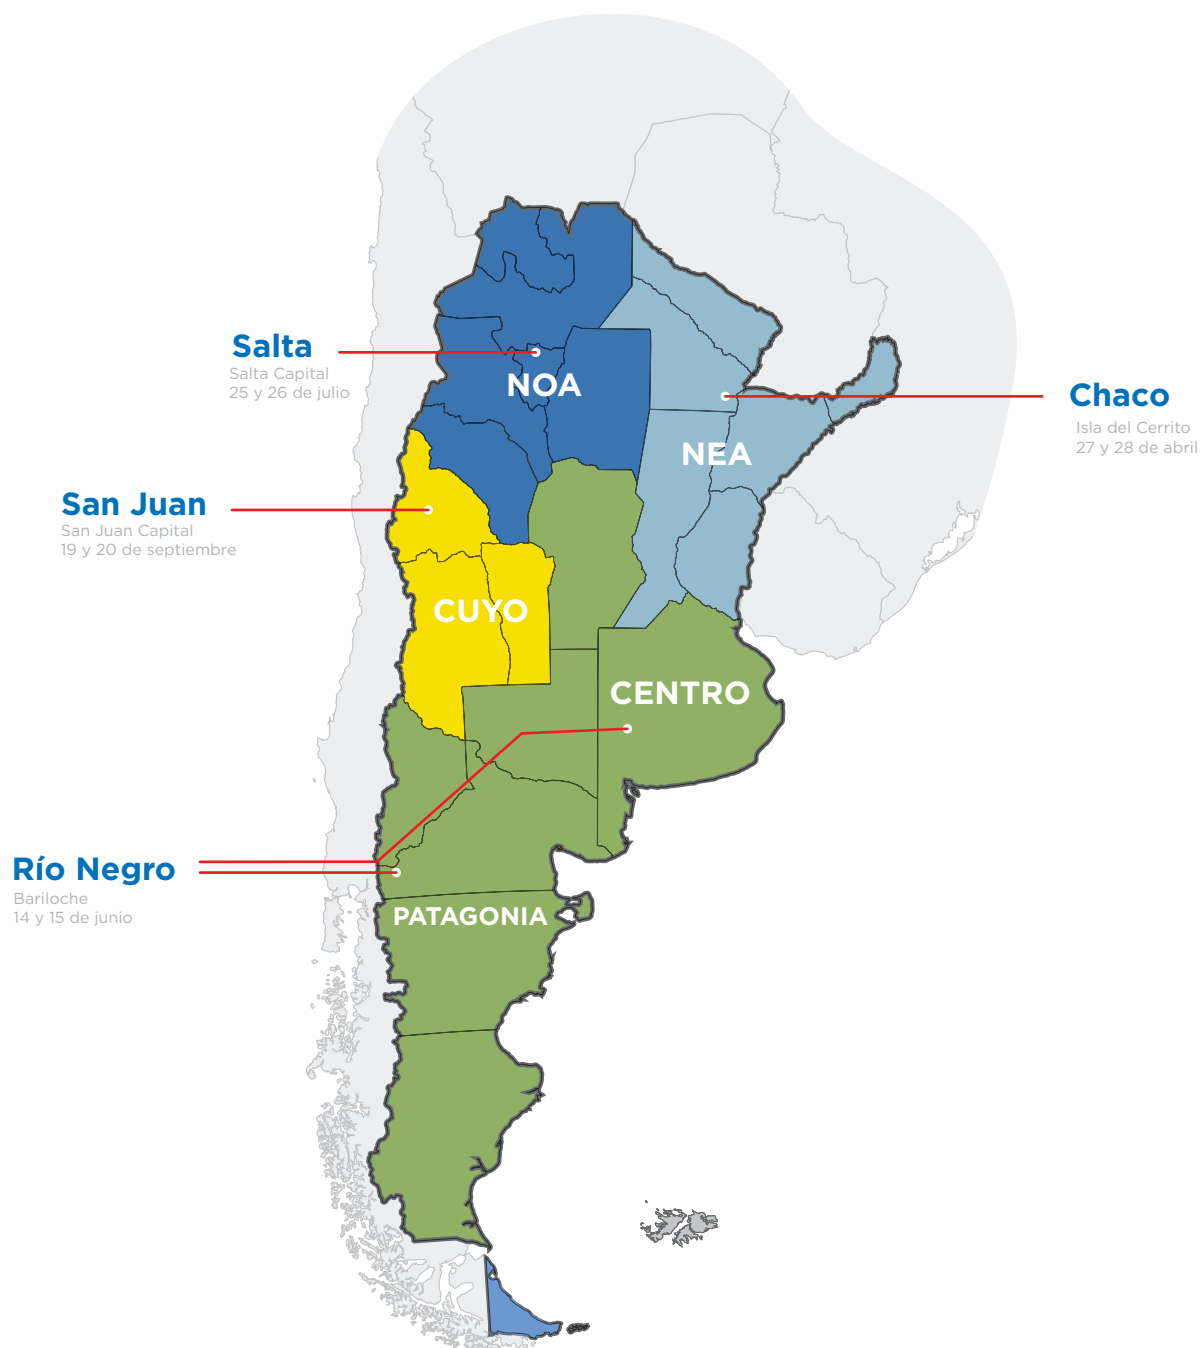 Salta
Salta Capital
25 y 26 de julio
NOA
Chaco
Isla del Cerrito
27 y 28 de abril
NEA
San Juan
San Juan Capital
19 y 20 de septiembre
CUYO
CENTRO
Río Negro
Bariloche
14 y 15 de junio
PATAGONIA